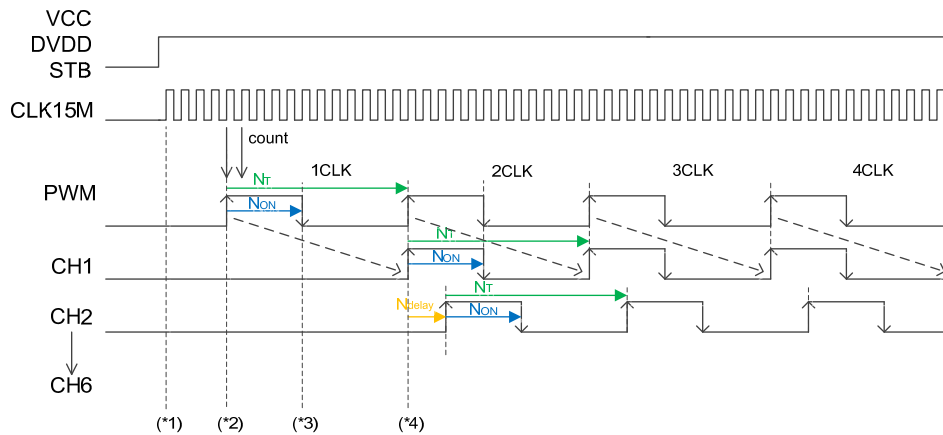 VCC
DVDD
STB
CLK15M
count
1CLK 2CLK 3CLK 4CLK
NT
PWM
NON
NT
CH1
NON
NT
CH2
Ndelay NON
CH6
(*1) (*2) (*3) (*4)